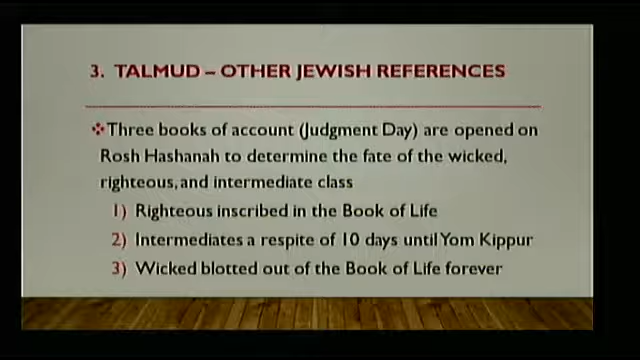 3. TALMUD – OTHER JEWISH REFERENCES
❖Three books of account (Judgment Day) are opened on
Rosh Hashanah to determine the fate of the wicked,
righteous, and intermediate class
1) Righteous inscribed in the Book of Life
2) Intermediates a respite of 10 days until Yom Kippur
3) Wicked blotted out of the Book of Life forever